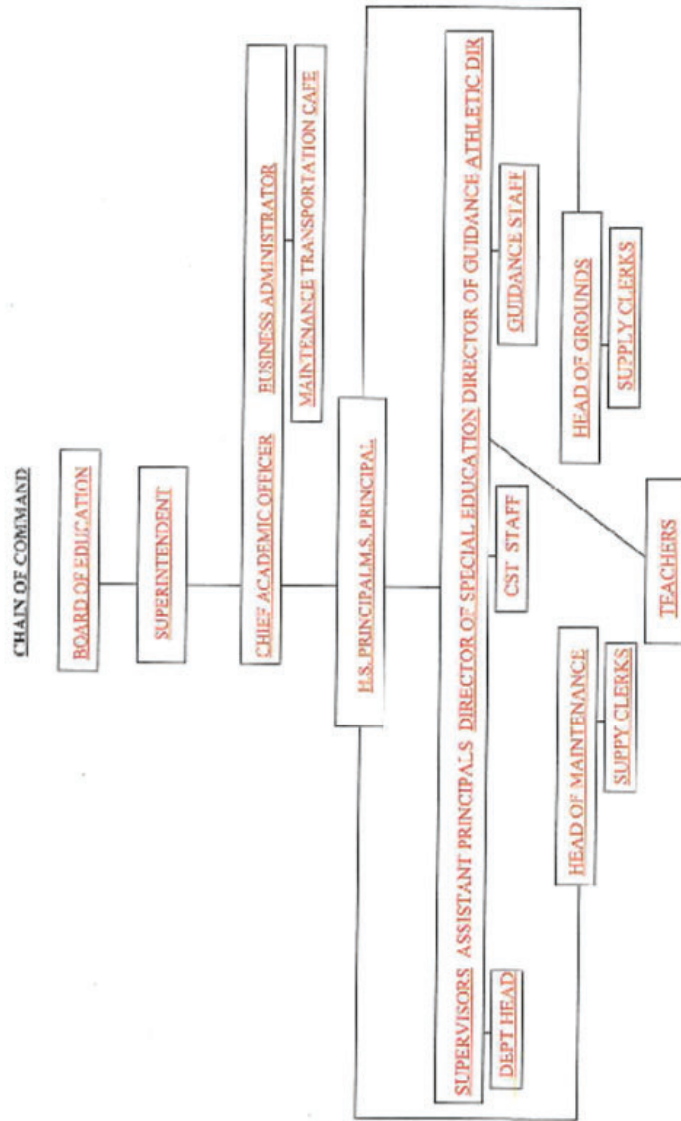 CHAIN OF COMMAND
BOARD OF EDUCATION
SUPERINTENDENT
CHIEF ACADEMIC OFFICER BUSINESS ADMINISTRATOR
MAINTENANCE TRANSPORTATION CAFE
H.S. PRINCIPALM.S. PRINCIPAL
SUPERVISORS ASSISTANT PRINCIPALS DIRECTOR OF SPECIAL EDUCATION DIRECTOR OF GUIDANCE ATHLETIC DIR
DEPT HEAD
CST STAFF
GUIDANCE STAFF
HEAD OF MAINTENANCE
HEAD OF GROUNDS
SUPPY CLERKS
SUPPLY CLERKS
TEACHERS